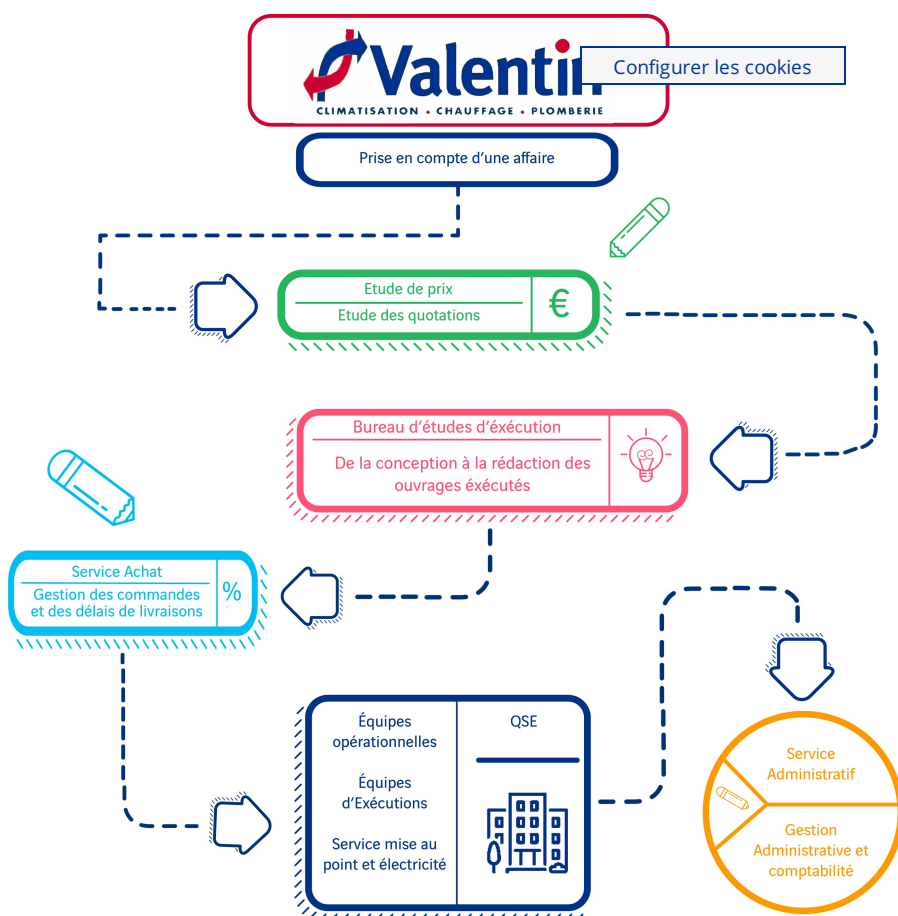 Valentin
CLIMATISATION • CHAUFFAGE • PLOMBERIE
Configurer les cookies
Prise en compte d'une affaire
Etude de prix
Etude des quotations
€
Bureau d'études d'éxécution
De la conception à la rédaction des
ouvrages éxécutés
Service Achat
Gestion des commandes
et des délais de livraisons
%
Équipes
opérationnelles
Équipes
d'Exécutions
Service mise au
point et électricité
QSE
Service
Administratif
Gestion
Administrative et
comptabilité